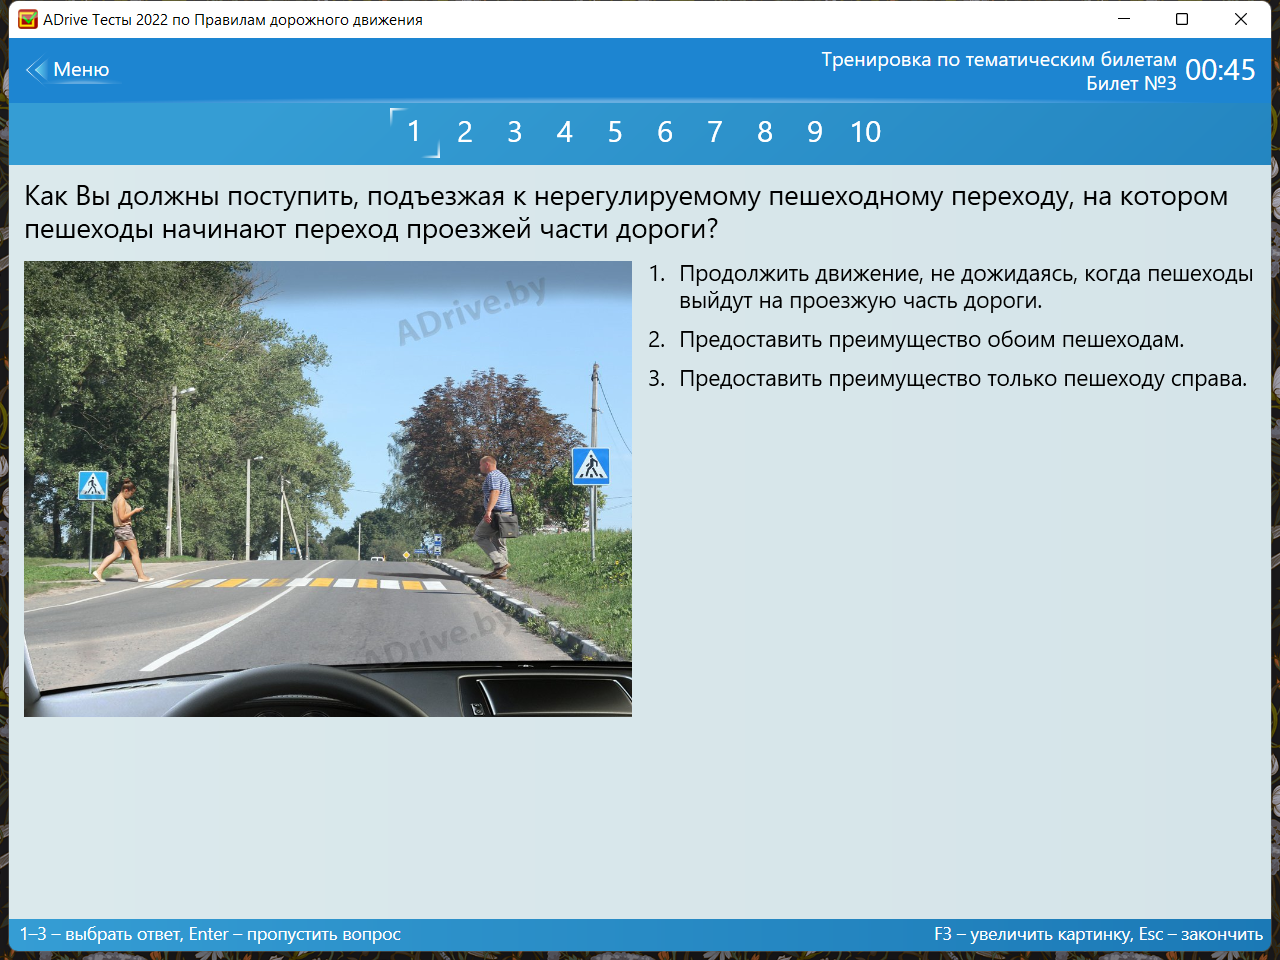 ADrive Тесты 2022 по Правилам дорожного движения
Меню
Тренировка по тематическим билетам
Билет №3
00:45
1 2 3 4 5 6 7 8 9 10
Как Вы должны поступить, подъезжая к нерегулируемому пешеходному переходу, на котором
пешеходы начинают переход проезжей части дороги?
ADrive.by
ADrive.by
1. Продолжить движение, не дожидаясь, когда пешеходы
выйдут на проезжую часть дороги.
2. Предоставить преимущество обоим пешеходам.
3. Предоставить преимущество только пешеходу справа.
1–3 – выбрать ответ, Enter – пропустить вопрос
F3 – увеличить картинку, Esc – закончить